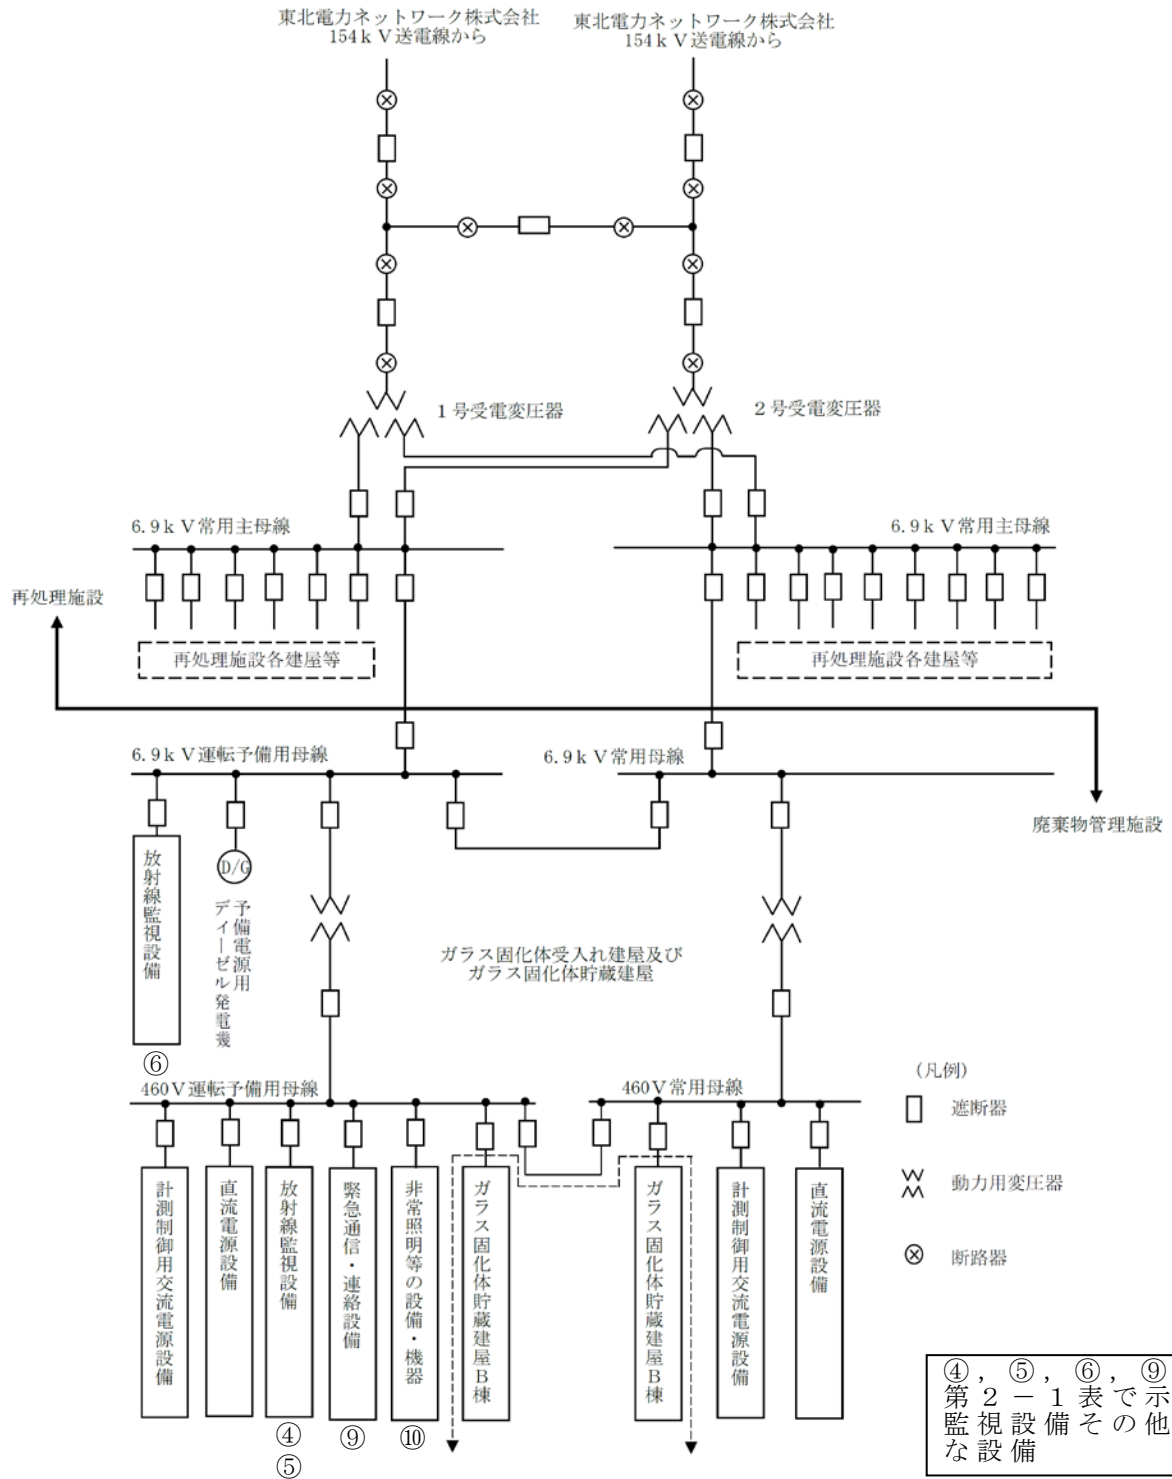 東北電力ネットワーク株式会社
154kV送電線から
東北電力ネットワーク株式会社
154kV送電線から
1号受電変圧器
2号受電変圧器
6.9kV常用主母線
6.9kV常用主母線
再処理施設
再処理施設各建屋等
再処理施設各建屋等
6.9kV運転予備用母線
6.9kV常用母線
廃棄物管理施設
放射線監視設備
⑥
D/G
予備電源用
ディーゼル発電機
ガラス固化体受入れ建屋及び
ガラス固化体貯蔵建屋
460V運転予備用母線
460V常用母線
計測制御用交流電源設備
直流電源設備
放射線監視設備
④
⑤
緊急通信・連絡設備
⑨
非常照明等の設備・機器
⑩
ガラス固化体貯蔵建屋B棟
ガラス固化体貯蔵建屋B棟
計測制御用交流電源設備
直流電源設備
(凡例)
遮断器
動力用変圧器
断路器
④，⑤，⑥，⑨
第2－1表で示
監視設備その他
な設備